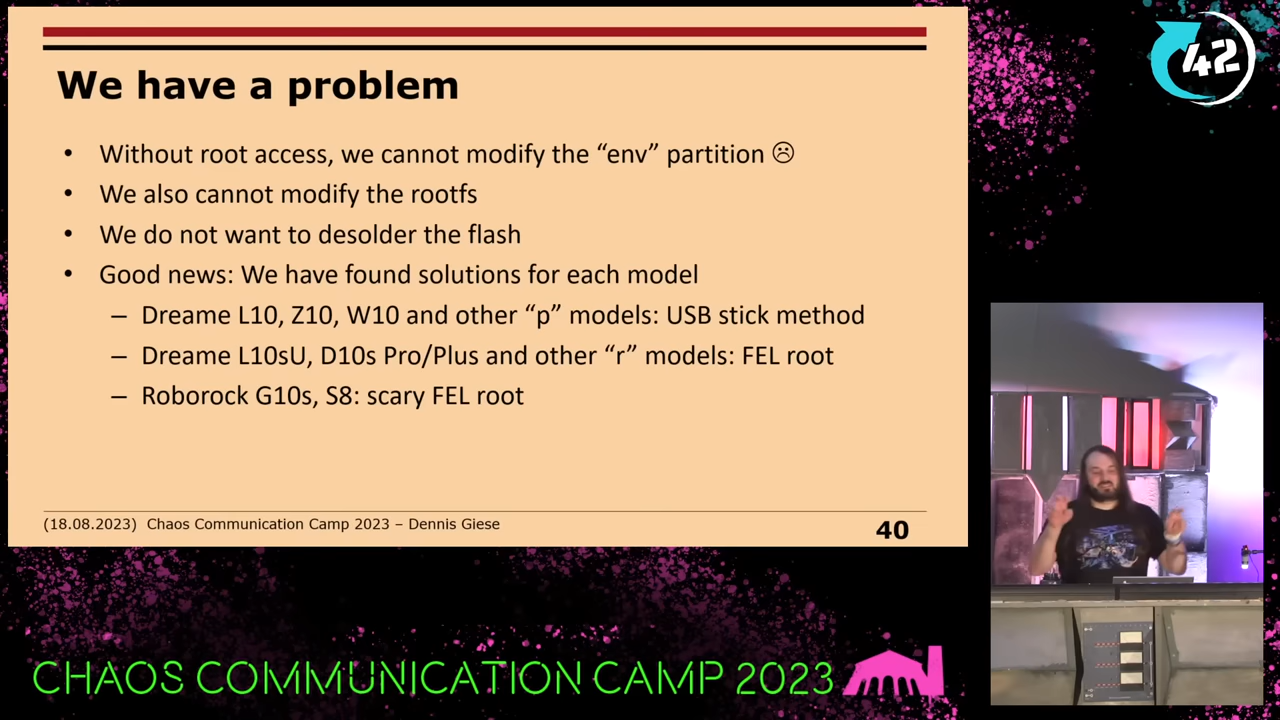 We have a problem
• Without root access, we cannot modify the “env” partition ☹
• We also cannot modify the rootfs
• We do not want to desolder the flash
• Good news: We have found solutions for each model
– Dreame L10, Z10, W10 and other “p” models: USB stick method
– Dreame L10sU, D10s Pro/Plus and other “r” models: FEL root
– Roborock G10s, S8: scary FEL root
(18.08.2023) Chaos Communication Camp 2023 – Dennis Giese
40
42
CHAOS COMMUNICATION CAMP 2023